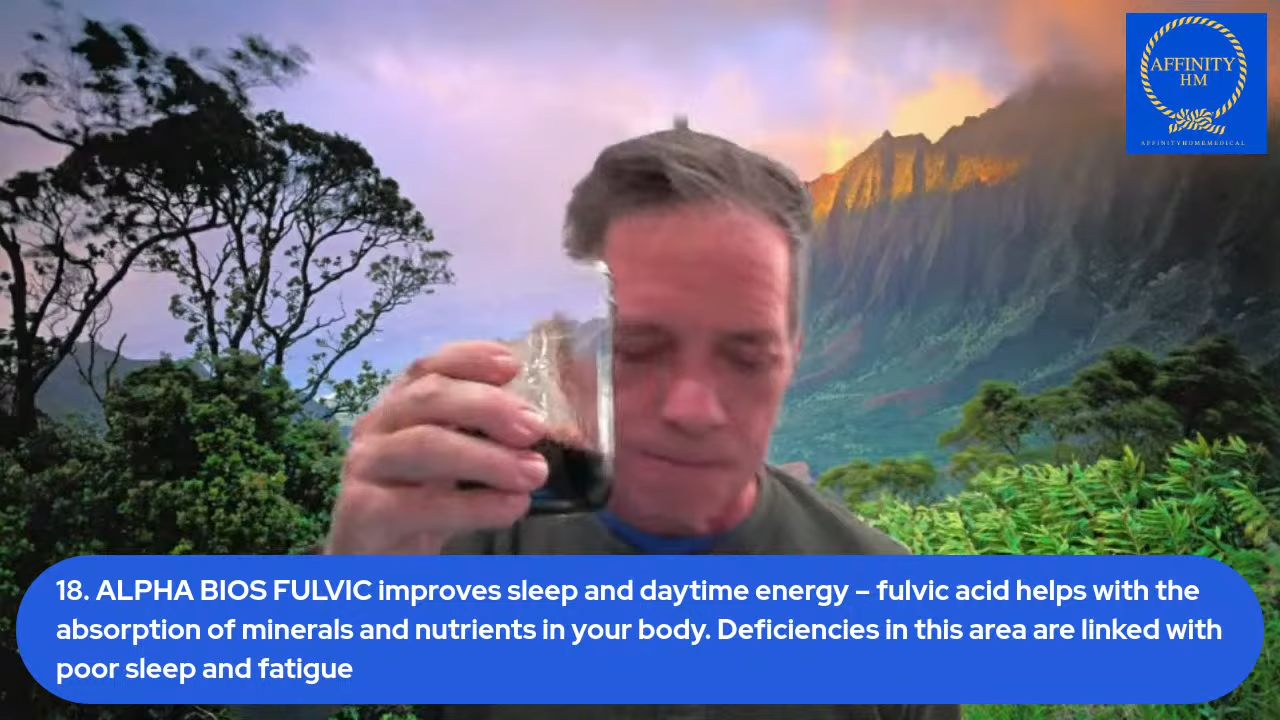 AFFINITY
HM
AFFINITYHOMEMEDICAL
18. ALPHA BIOS FULVIC improves sleep and daytime energy – fulvic acid helps with the
absorption of minerals and nutrients in your body. Deficiencies in this area are linked with
poor sleep and fatigue